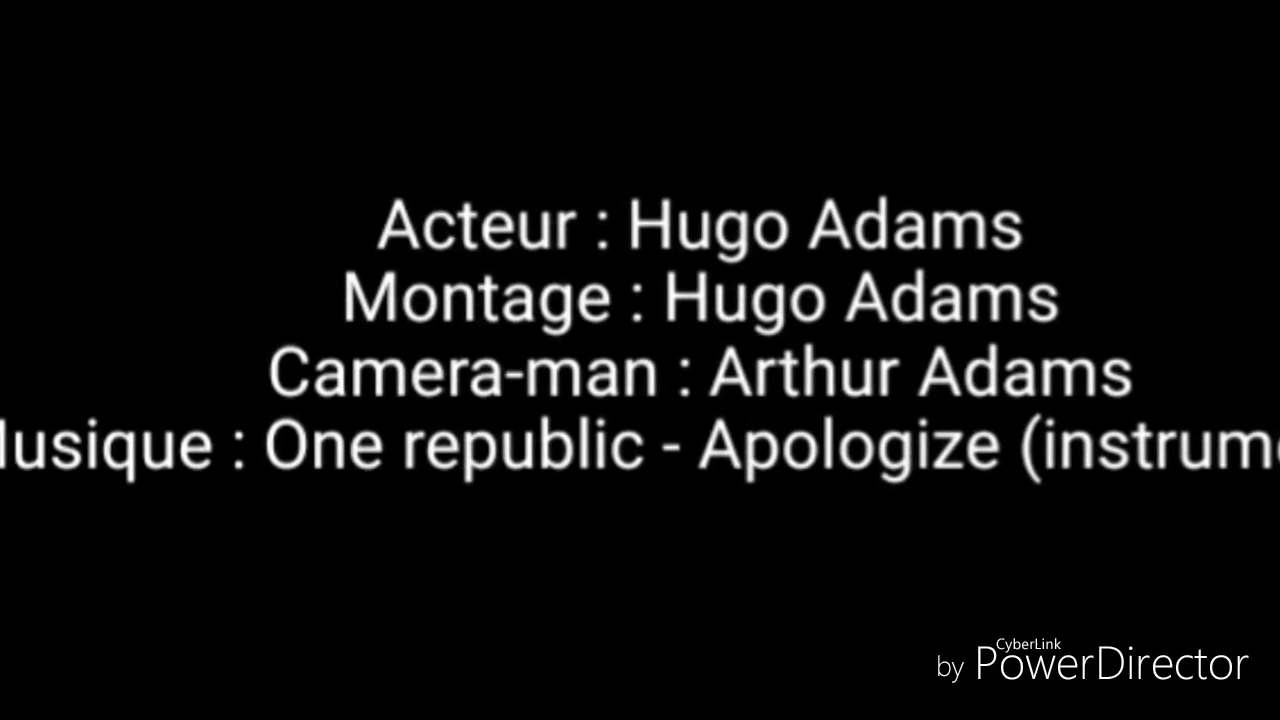 Acteur : Hugo Adams
Montage : Hugo Adams
Camera-man : Arthur Adams
: One republic - Apologize
CyberLink
by PowerDirector